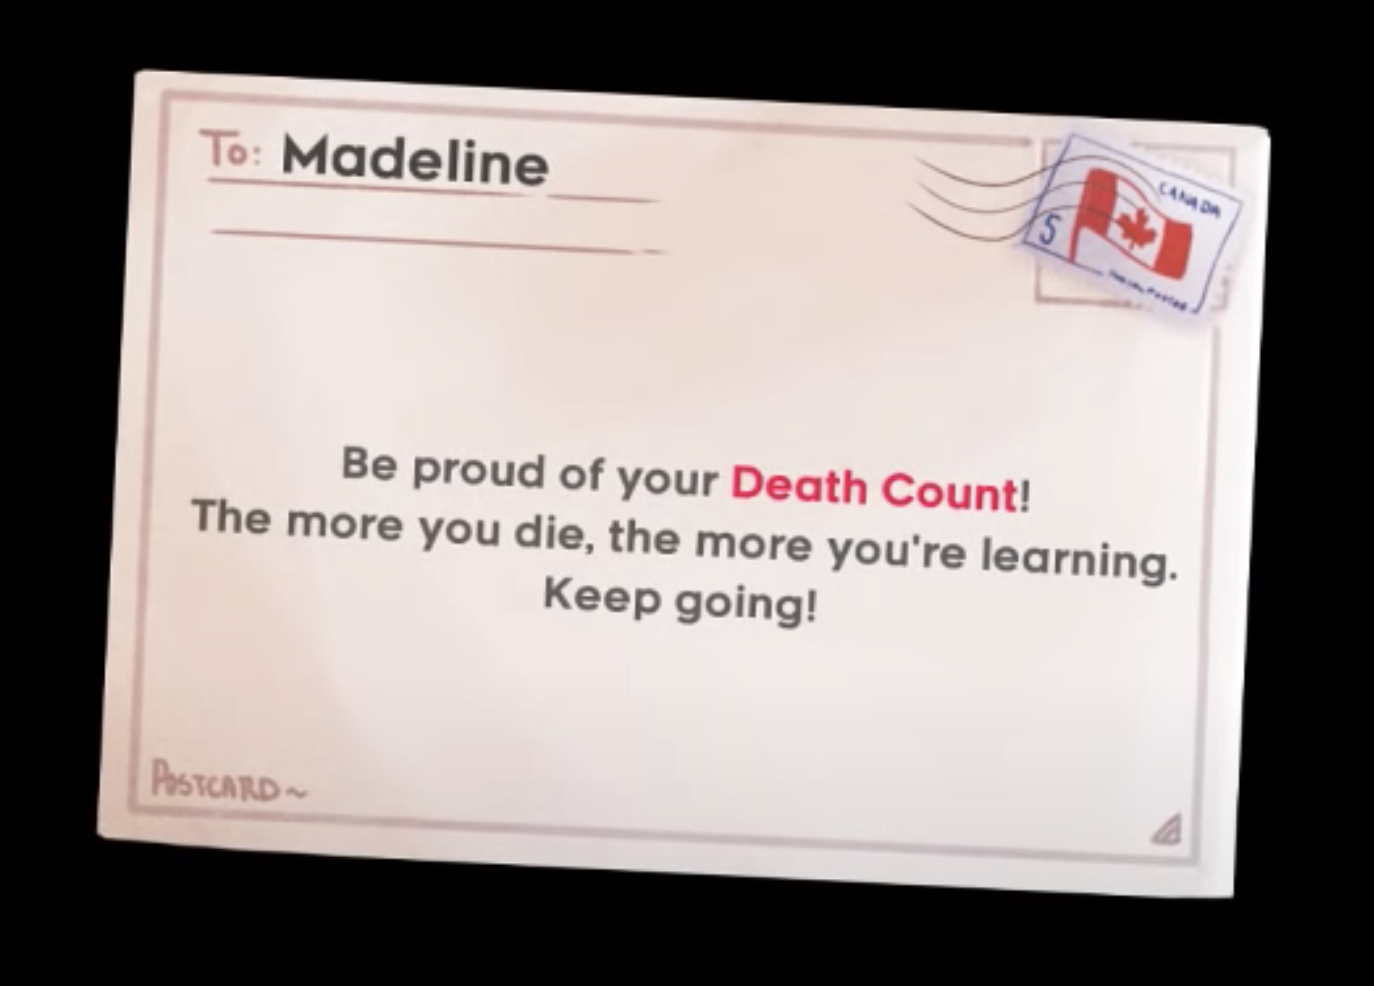 To: Madeline
CANADA
5
Be proud of your Death Count!
The more you die, the more you're learning.
Keep going!
POSTCARD~